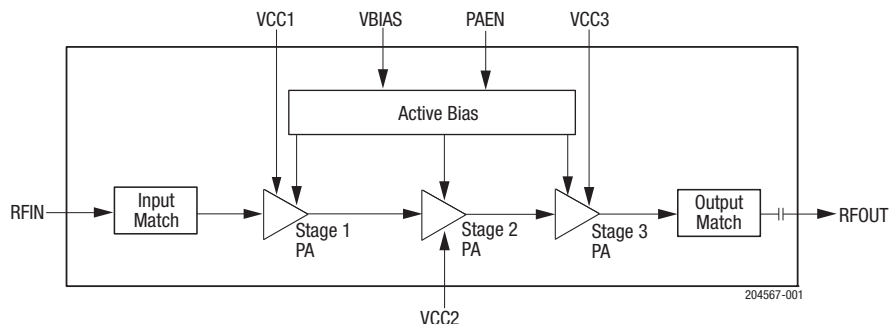 VCC1
VBIAS
PAEN
VCC3
Active Bias
RFIN
Input
Match
Stage 1
PA
Stage 2
PA
Stage 3
PA
Output
Match
RFOUT
204567-001
VCC2